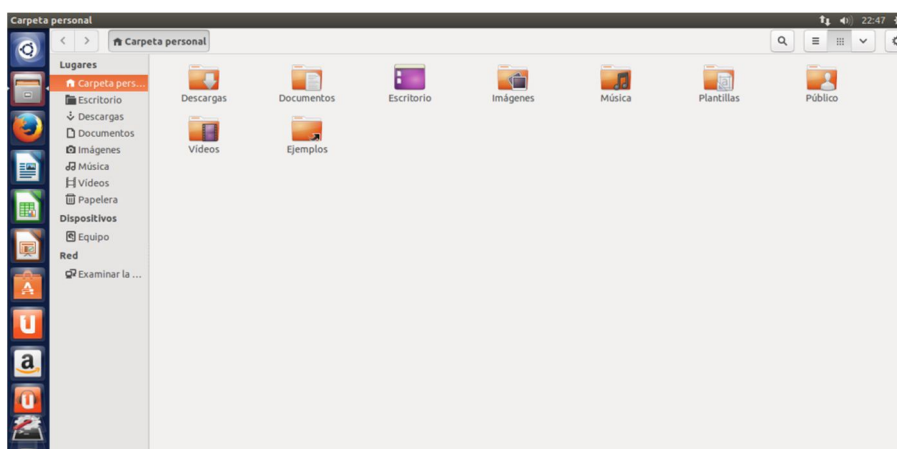 Carpeta personal
22:47
Carpeta personal
Lugares
Carpeta pers...
Escritorio
Descargas
Documentos
Imágenes
Música
Vídeos
Papelera
Dispositivos
Equipo
Red
Examinar la ...
Descargas
Documentos
Escritorio
Imágenes
Música
Plantillas
Público
Vídeos
Ejemplos